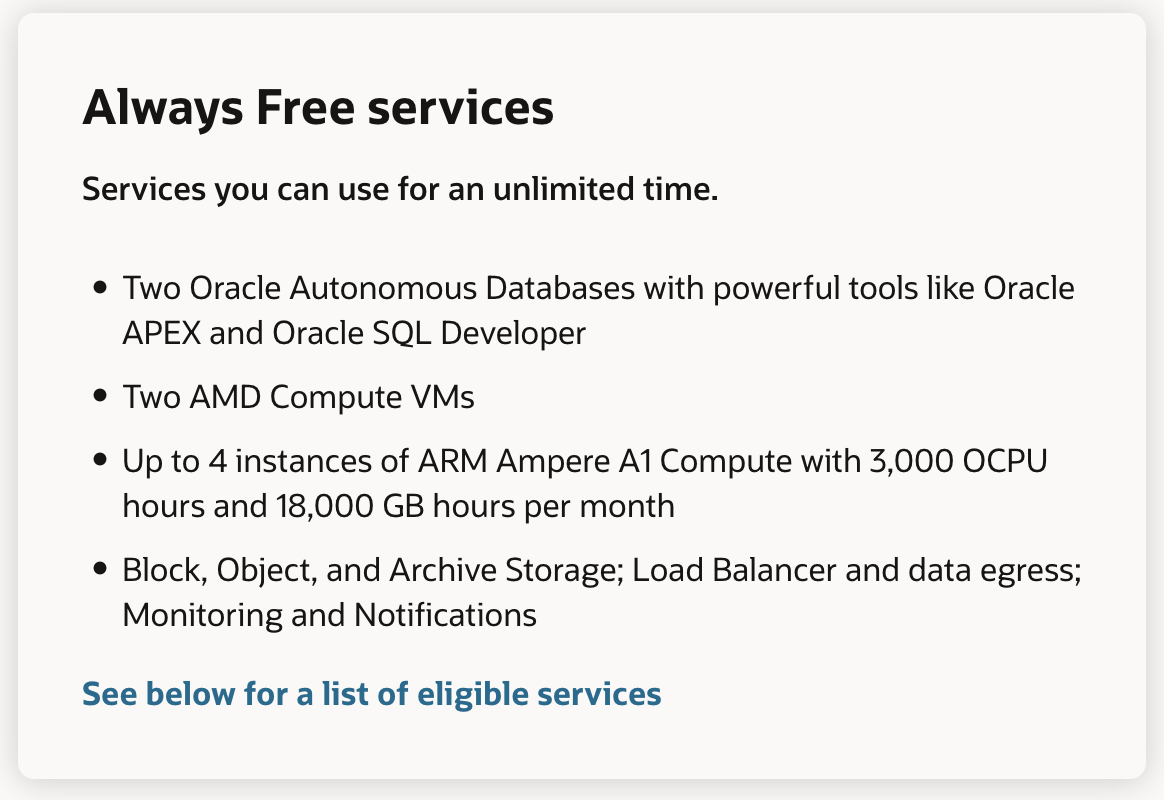 Always Free services
Services you can use for an unlimited time.
• Two Oracle Autonomous Databases with powerful tools like Oracle
APEX and Oracle SQL Developer
• Two AMD Compute VMs
• Up to 4 instances of ARM Ampere A1 Compute with 3,000 OCPU
hours and 18,000 GB hours per month
• Block, Object, and Archive Storage; Load Balancer and data egress;
Monitoring and Notifications
See below for a list of eligible services